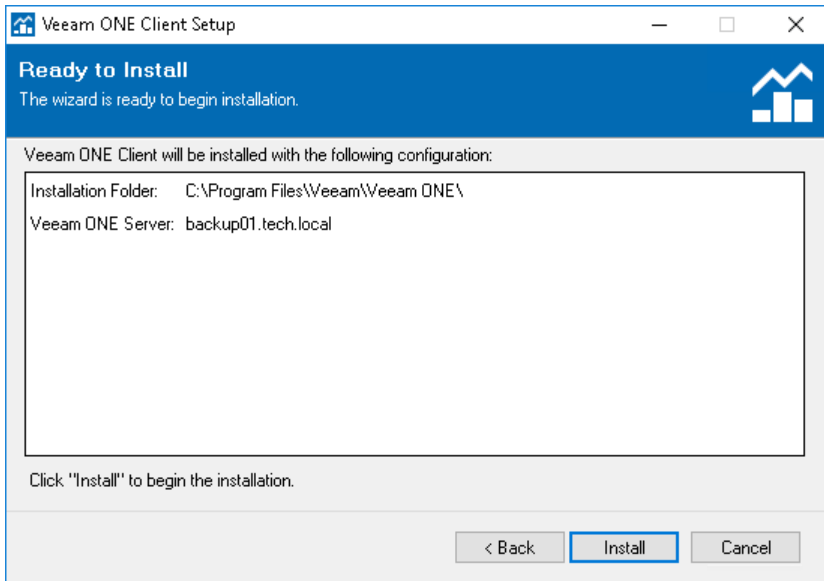 Veeam ONE Client Setup
Ready to Install
The wizard is ready to begin installation.
Veeam ONE Client will be installed with the following configuration:
Installation Folder: C:\Program Files\Veeam\Veeam ONE\
Veeam ONE Server: backup01.tech.local
Click "Install" to begin the installation.
< Back Install Cancel